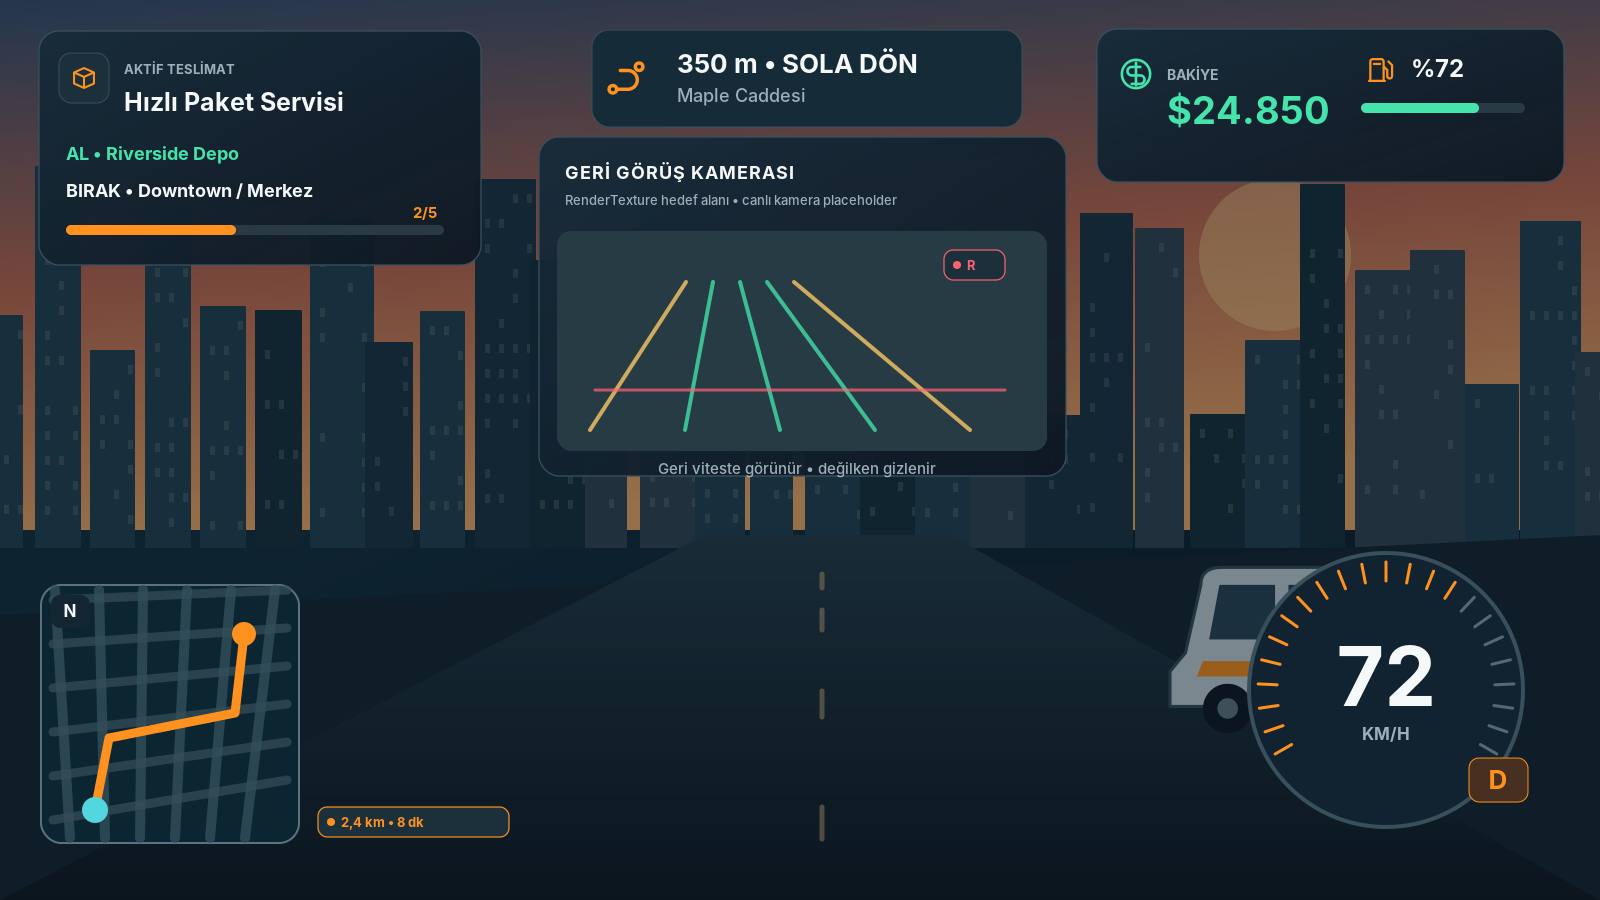 AKTİF TESLİMAT
Hızlı Paket Servisi
AL • Riverside Depo
BIRAK • Downtown / Merkez
2/5
350 m • SOLA DÖN
Maple Caddesi
BAKİYE
$24.850
%72
GERİ GÖRÜŞ KAMERASI
RenderTexture hedef alanı • canlı kamera placeholder
R
Geri viteste görünür • değilken gizlenir
N
2,4 km • 8 dk
72
KM/H
D